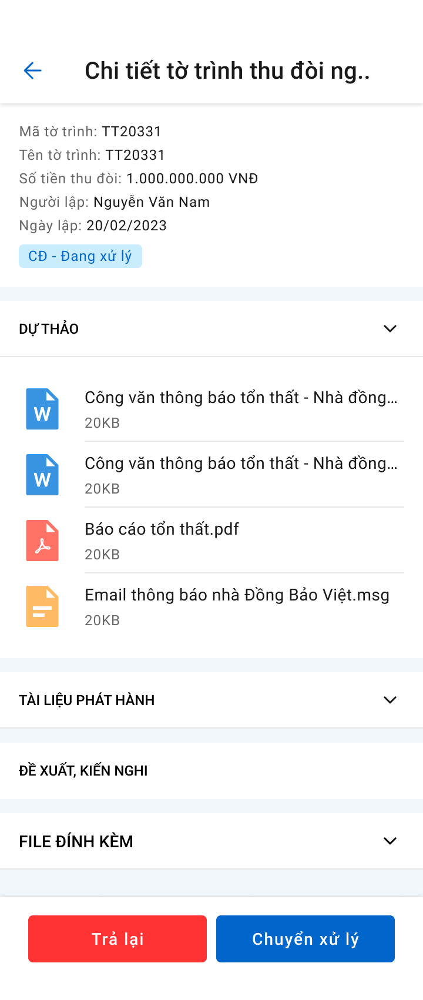 Chi tiết tờ trình thu đòi ng..
Mã tờ trình: TT20331
Tên tờ trình: TT20331
Số tiền thu đòi: 1.000.000.000 VNĐ
Người lập: Nguyễn Văn Nam
Ngày lập: 20/02/2023
CĐ - Đang xử lý
DỰ THẢO
W
Công văn thông báo tổn thất - Nhà đồng...
20KB
W
Công văn thông báo tổn thất - Nhà đồng...
20KB
Báo cáo tổn thất.pdf
20KB
Email thông báo nhà Đồng Bảo Việt.msg
20KB
TÀI LIỆU PHÁT HÀNH
ĐỀ XUẤT, KIẾN NGHI
FILE ĐÍNH KÈM
Trả lại
Chuyển xử lý